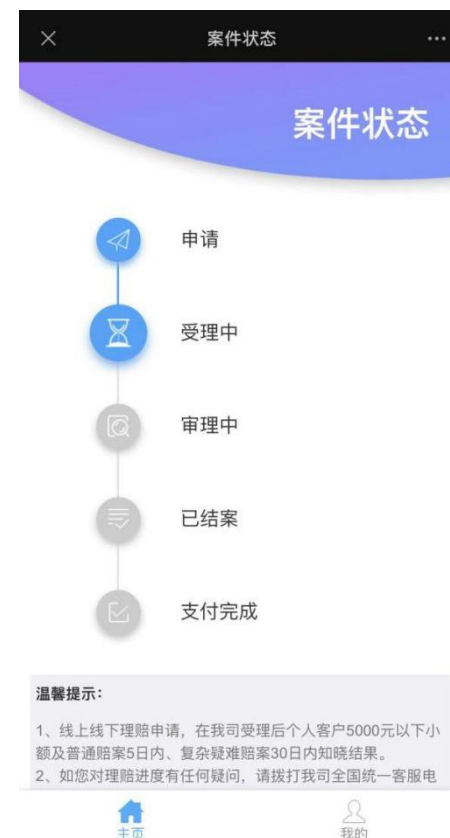 案件状态
案件状态
申请
受理中
审理中
已结案
支付完成
温馨提示：
1、线上线下理赔申请，在我司受理后个人客户5000元以下小
额及普通赔案5日内、复杂疑难赔案30日内知晓结果。
2、如您对理赔进度有任何疑问，请拨打我司全国统一客服电
主页
我的